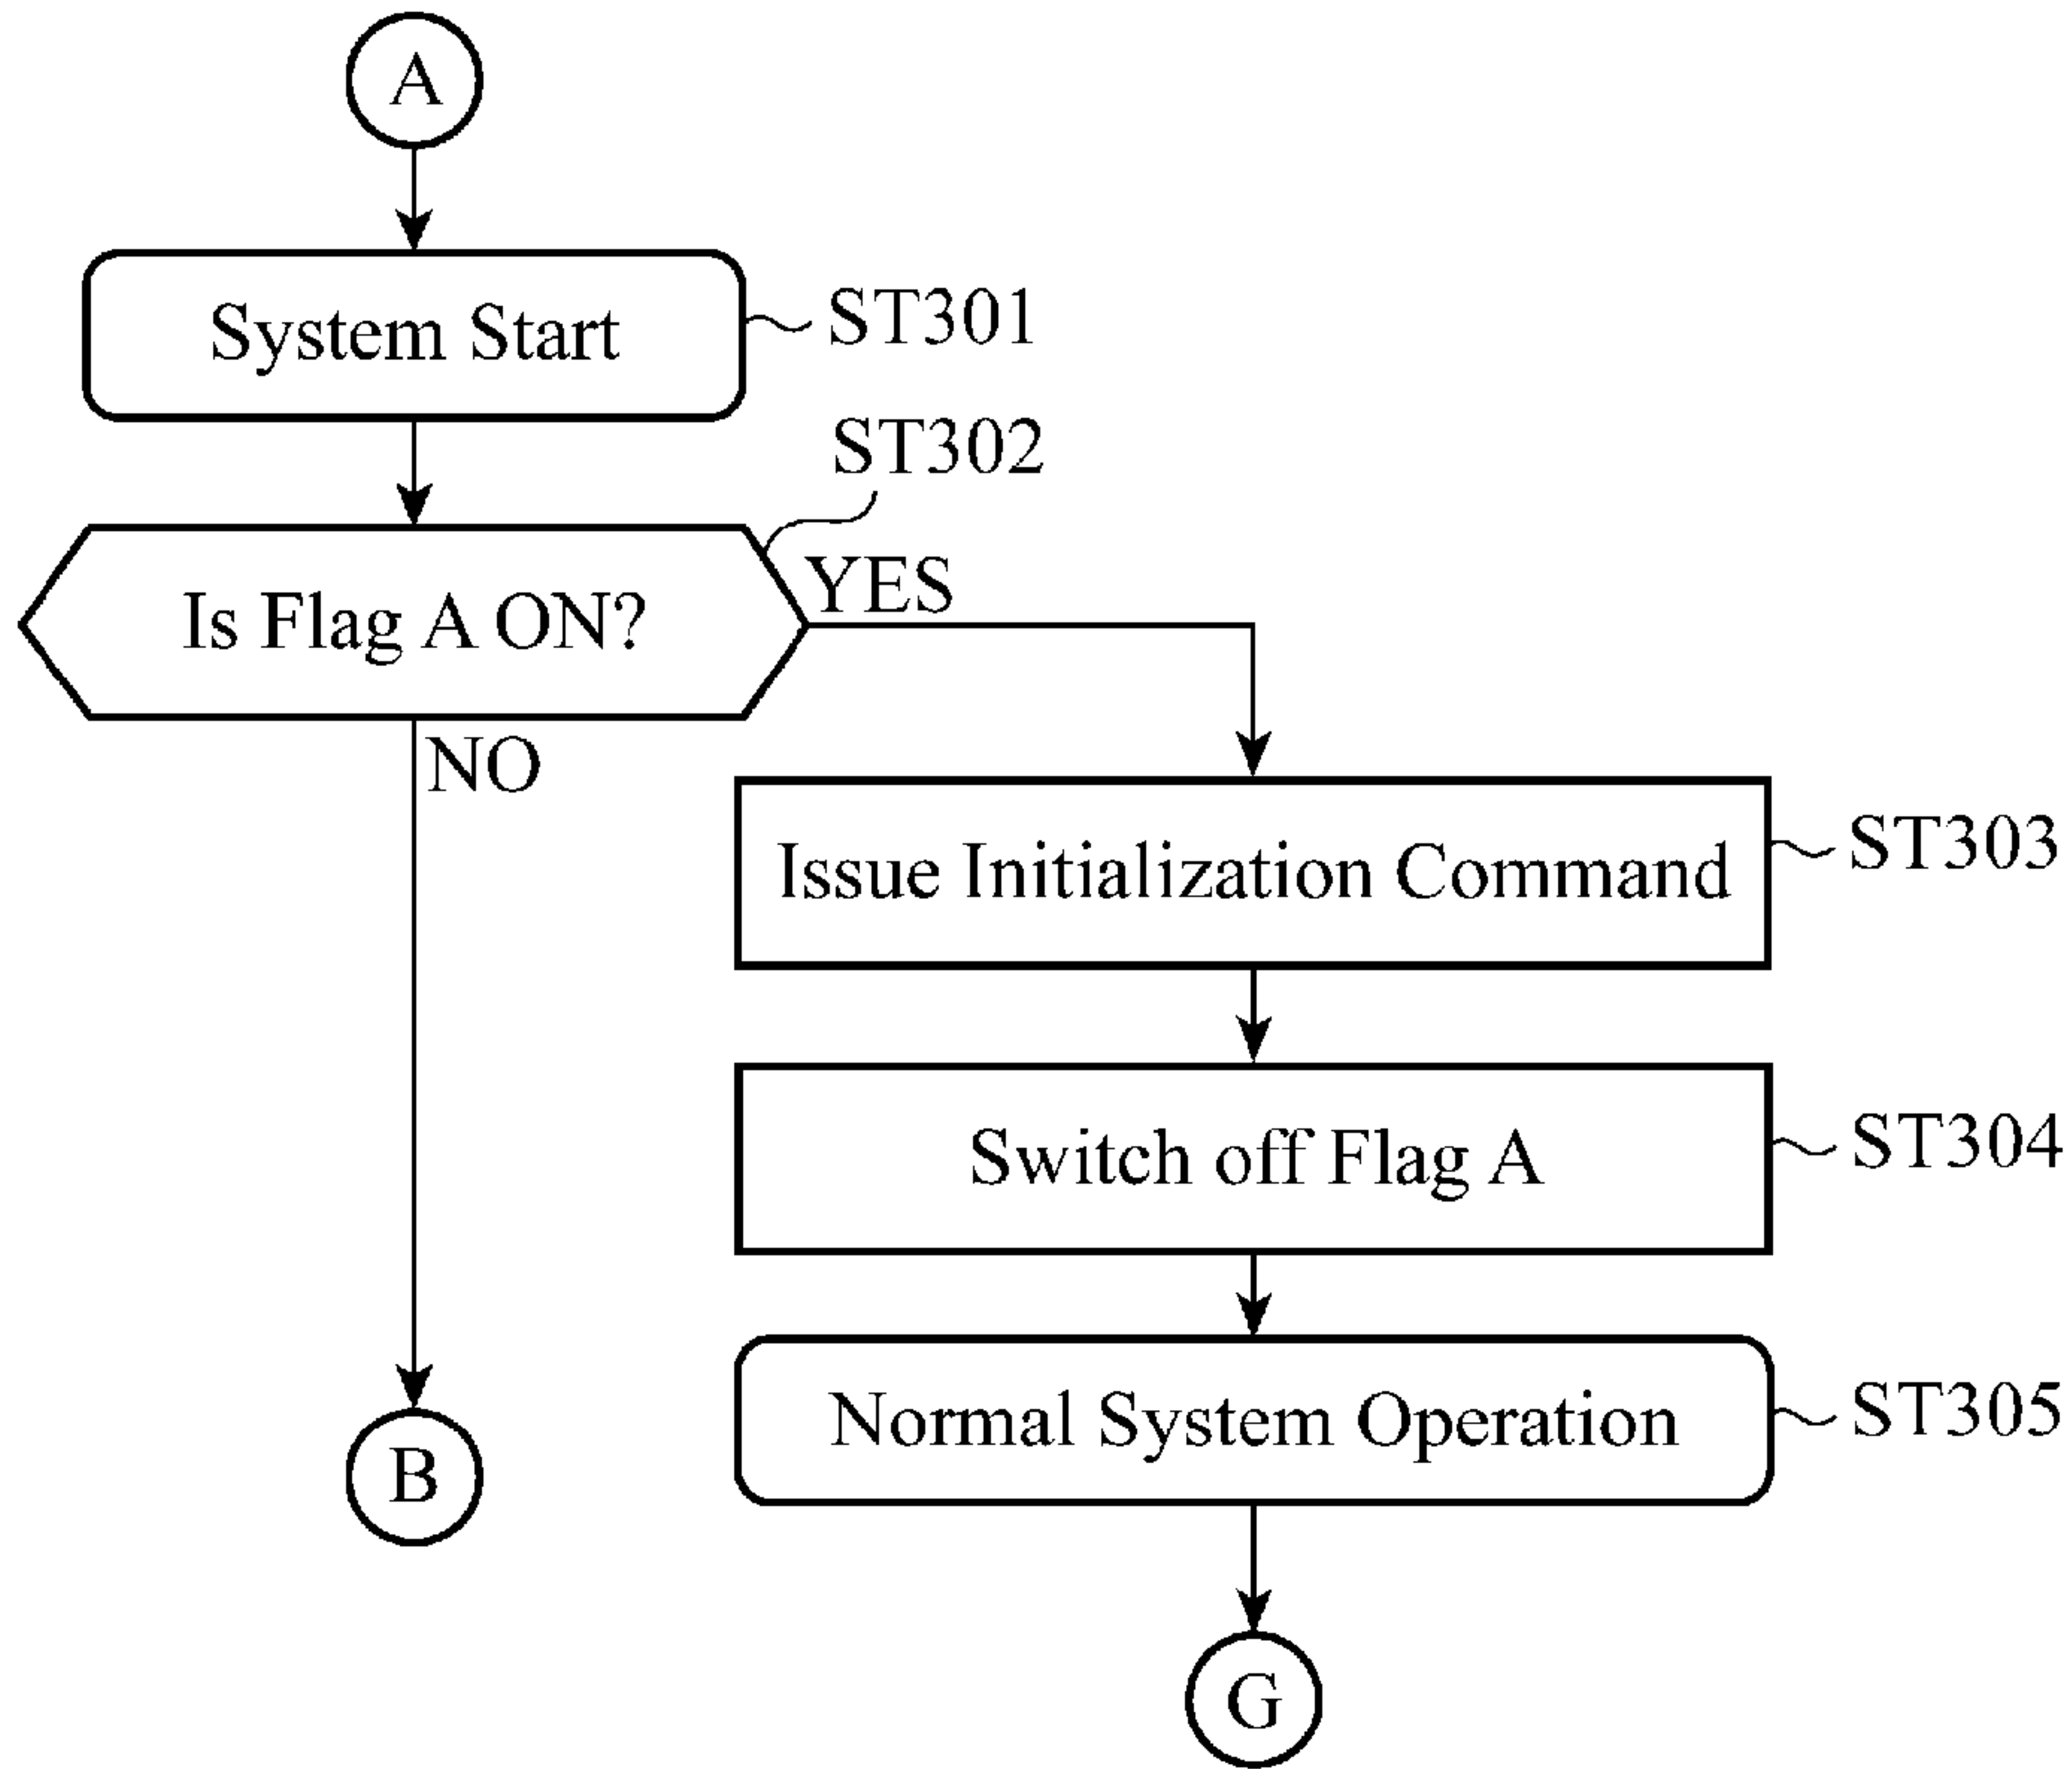 A
System Start
ST301
ST302
Is Flag A ON?
YES
NO
Issue Initialization Command
ST303
Switch off Flag A
ST304
Normal System Operation
ST305
B
G